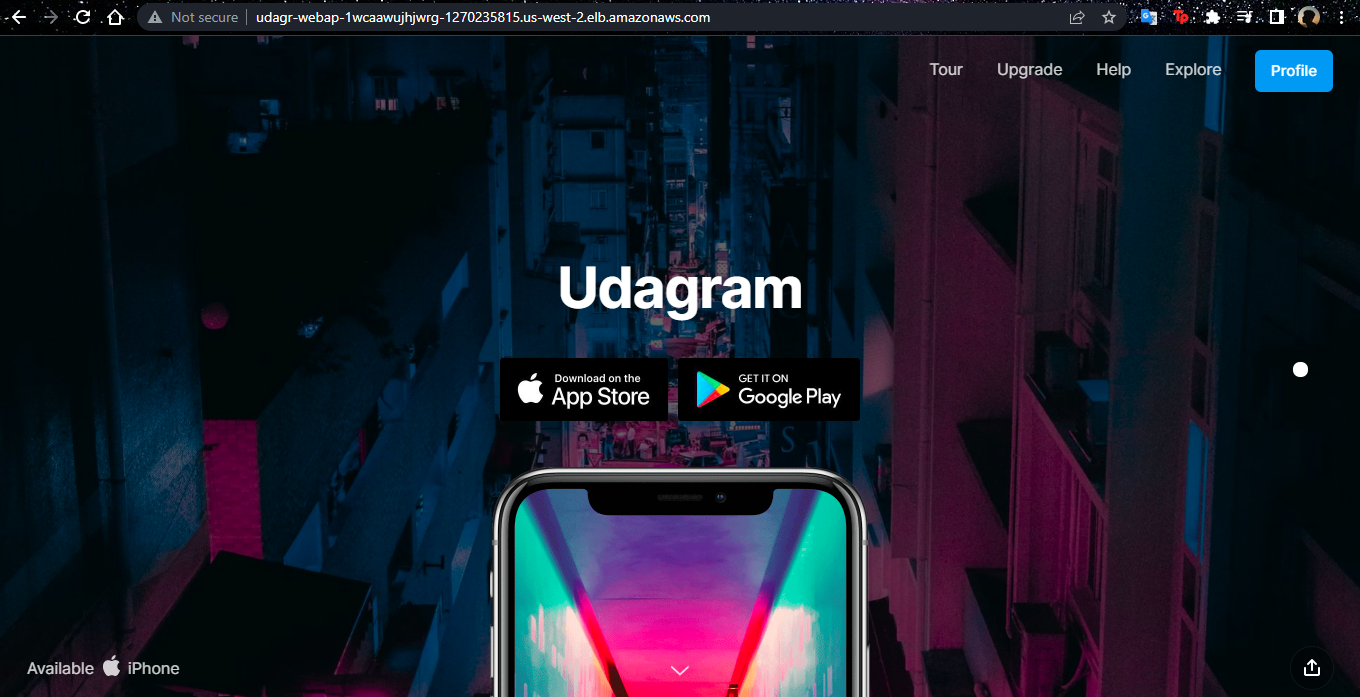 Not secure
udagr-webap-1wcaawujhjwrg-1270235815.us-west-2.elb.amazonaws.com
Tour
Upgrade
Help
Explore
Profile
Udagram
Download on the
App Store
GET IT ON
Google Play
Available iPhone